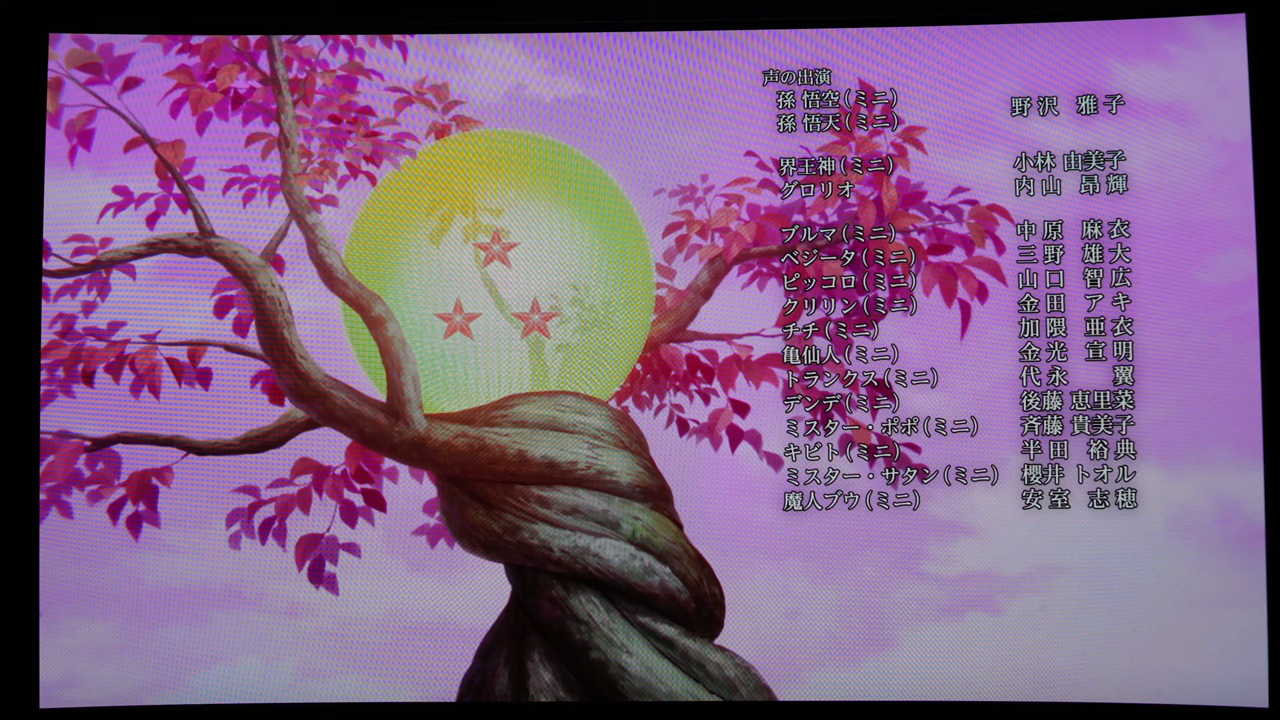 声の出演
孫 悟空(ミニ) 野沢 雅子
孫 悟天(ミニ)
界王神(ミニ) 小林 由美子
グロリオ 内山 昂輝
ブルマ(ミニ) 中原 麻衣
ベジータ(ミニ) 三野 雄大
ピッコロ(ミニ) 山口 智広
クリリン(ミニ) 金田 アキ
チチ(ミニ) 加隈 亜衣
亀仙人(ミニ) 金光 宣明
トランクス(ミニ) 代永 翼
デンデ(ミニ) 後藤 恵里菜
ミスター・ポポ(ミニ) 斉藤 貴美子
キビト(ミニ) 半田 裕典
ミスター・サタン(ミニ) 櫻井 トオル
魔人ブウ(ミニ) 安室 志穂